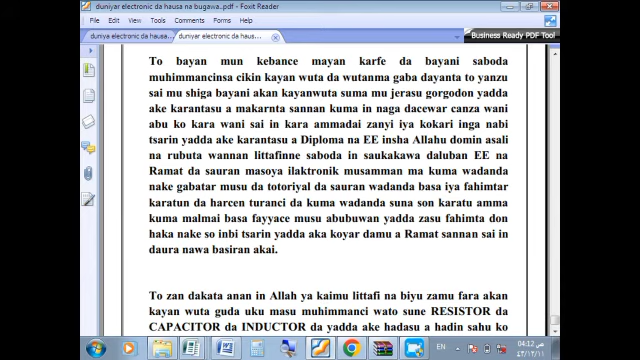 duniyar electronic da hausa na bugawa..pdf - Foxit Reader
File Edit View Tools Comments Forms Help
duniya electronic da hausa....
duniyar electronic da haus...
Business Ready PDF Tool
To bayan mun kebance mayan karfe da bayani saboda
muhimmancinsa cikin kayan wuta da wutanma gaba dayanta to yanzu
sai mu shiga bayani akan kayanwuta suma mu jerasu gorgodon yadda
ake karantasu a makarnta sannan kuma in naga dacewar canza wani
abu ko kara wani sai in kara ammadai zanyi iya kokari inga nabi
tsarin yadda ake karantasu a Diploma na EE insha Allahu domin asali
na rubuta wannan littafinne saboda in saukakawa daluban EE na
Ramat da sauran masoya ilaktronik musamman ma kuma wadanda
nake gabatar musu da totoriyal da sauran wadanda basa iya fahimtar
karatun da harcen turanci da kuma wadanda suna son karatu amma
kuma malmai basa fayyace musu abubuwan yadda zasu fahimta don
haka nake so inbi tsarin yadda aka koyar damu a Ramat sannan sai in
daura nawa basiran akai.
To zan dakata anan in Allah ya kaimu littafi na biyu zamu fara akan
kayan wuta guda uku masu muhimmanci wato sune RESISTOR da
CAPACITOR da INDUCTOR da yadda ake hadasu a hadin sahu ko
EN
04:12 ص